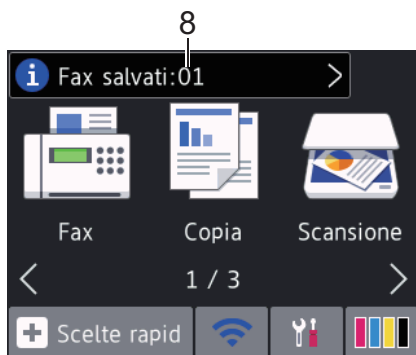 8
i Fax salvati:01 >
Fax Copia Scansione
< 1 / 3 >
+ Scelte rapid